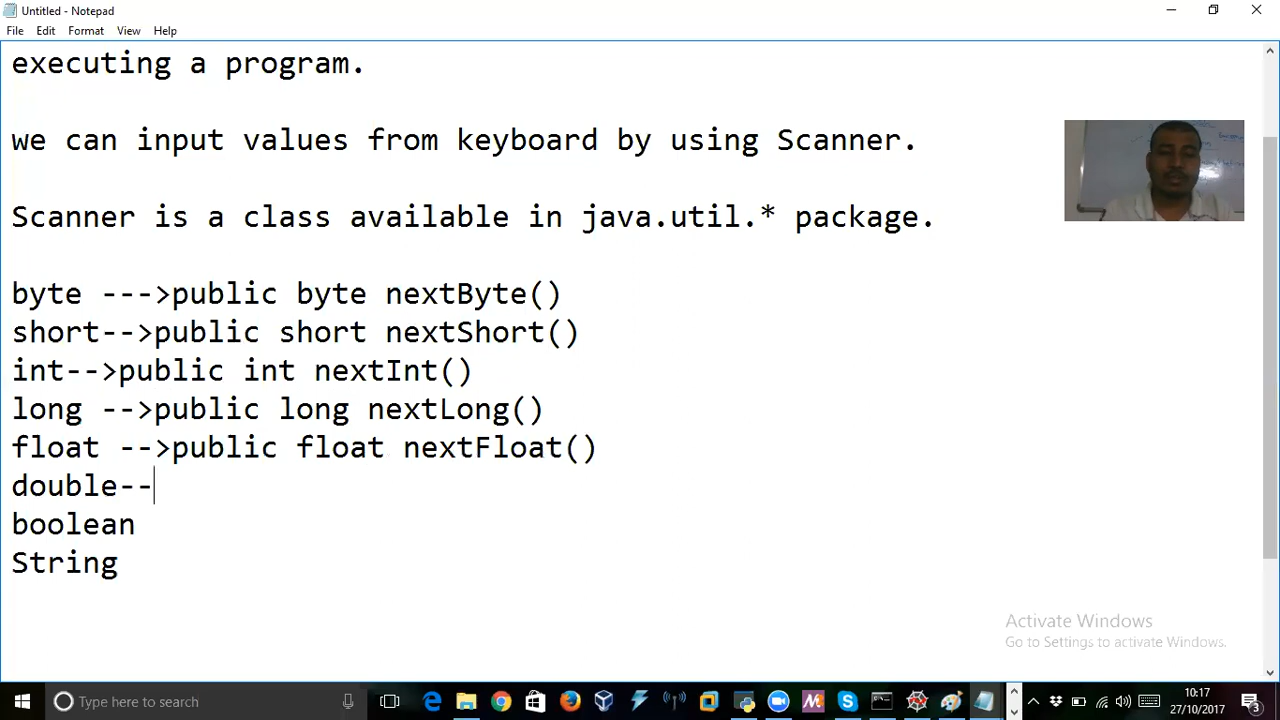 Untitled - Notepad
File Edit Format View Help
executing a program.
we can input values from keyboard by using Scanner.
Scanner is a class available in java.util.* package.
byte --->public byte nextByte()
short-->public short nextShort()
int-->public int nextInt()
long -->public long nextLong()
float -->public float nextFloat()
double--
boolean
String
Activate Windows
Go to Settings to activate Windows.
Type here to search
10:17
27/10/2017
3